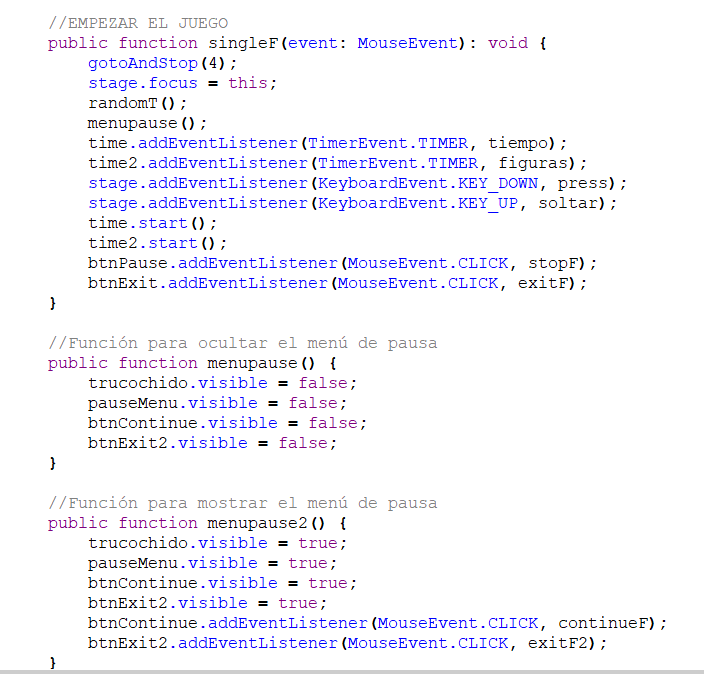 //EMPEZAR EL JUEGO
public function singleF(event: MouseEvent): void {
gotoAndStop(4);
stage.focus = this;
randomT();
menupause();
time.addEventListener(TimerEvent.TIMER, tiempo);
time2.addEventListener(TimerEvent.TIMER, figuras);
stage.addEventListener(KeyboardEvent.KEY_DOWN, press);
stage.addEventListener(KeyboardEvent.KEY_UP, soltar);
time.start();
time2.start();
btnPause.addEventListener(MouseEvent.CLICK, stopF);
btnExit.addEventListener(MouseEvent.CLICK, exitF);
}
//Función para ocultar el menú de pausa
public function menupause() {
trucochido.visible = false;
pauseMenu.visible = false;
btnContinue.visible = false;
btnExit2.visible = false;
}
//Función para mostrar el menú de pausa
public function menupause2() {
trucochido.visible = true;
pauseMenu.visible = true;
btnContinue.visible = true;
btnExit2.visible = true;
btnContinue.addEventListener(MouseEvent.CLICK, continueF);
btnExit2.addEventListener(MouseEvent.CLICK, exitF2);
}